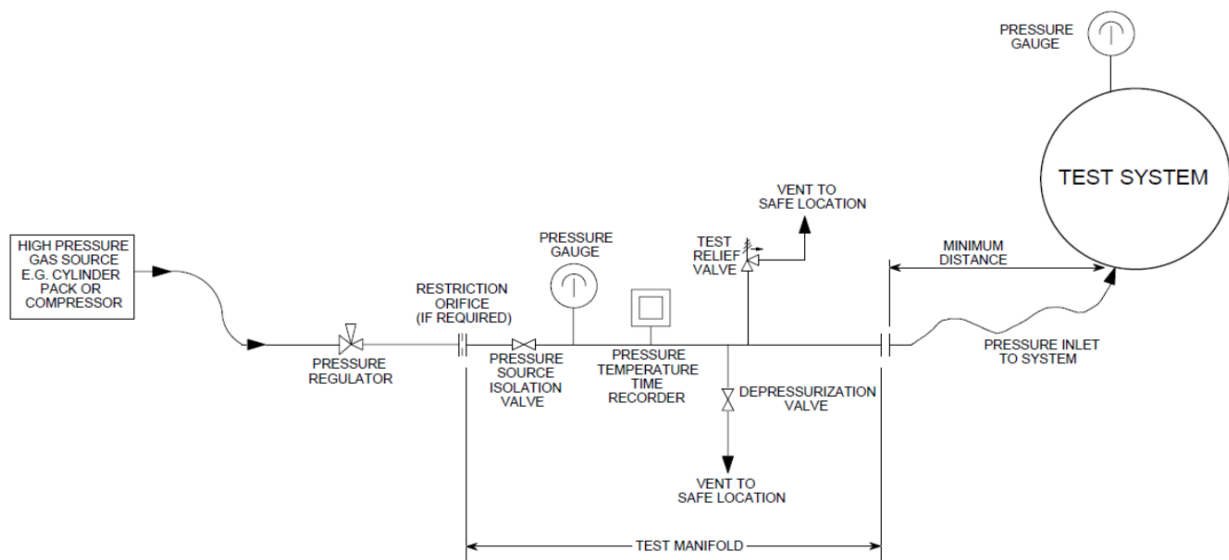 PRESSURE
GAUGE
TEST SYSTEM
VENT TO
SAFE LOCATION
HIGH PRESSURE
GAS SOURCE
E.G. CYLINDER
PACK OR
COMPRESSOR
PRESSURE
GAUGE
TEST
RELIEF
VALVE
MINIMUM
DISTANCE
RESTRICTION
ORIFICE
(IF REQUIRED)
PRESSURE
REGULATOR
PRESSURE
SOURCE
ISOLATION
VALVE
PRESSURE
TEMPERATURE
TIME
RECORDER
PRESSURE INLET
TO SYSTEM
DEPRESSURIZATION
VALVE
VENT TO
SAFE LOCATION
TEST MANIFOLD